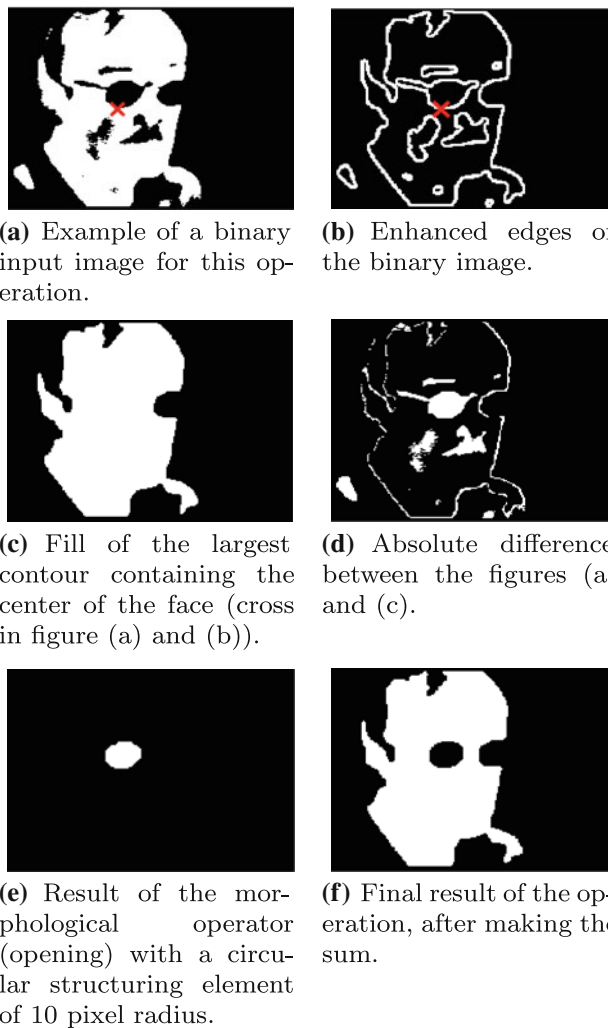 (a) Example of a binary
input image for this op-
eration.
(b) Enhanced edges of
the binary image.
(c) Fill of the largest
contour containing the
center of the face (cross
in figure (a) and (b)).
(d) Absolute difference
between the figures (a)
and (c).
(e) Result of the mor-
phological operator
(opening) with a circu-
lar structuring element
of 10 pixel radius.
(f) Final result of the op-
eration, after making the
sum.